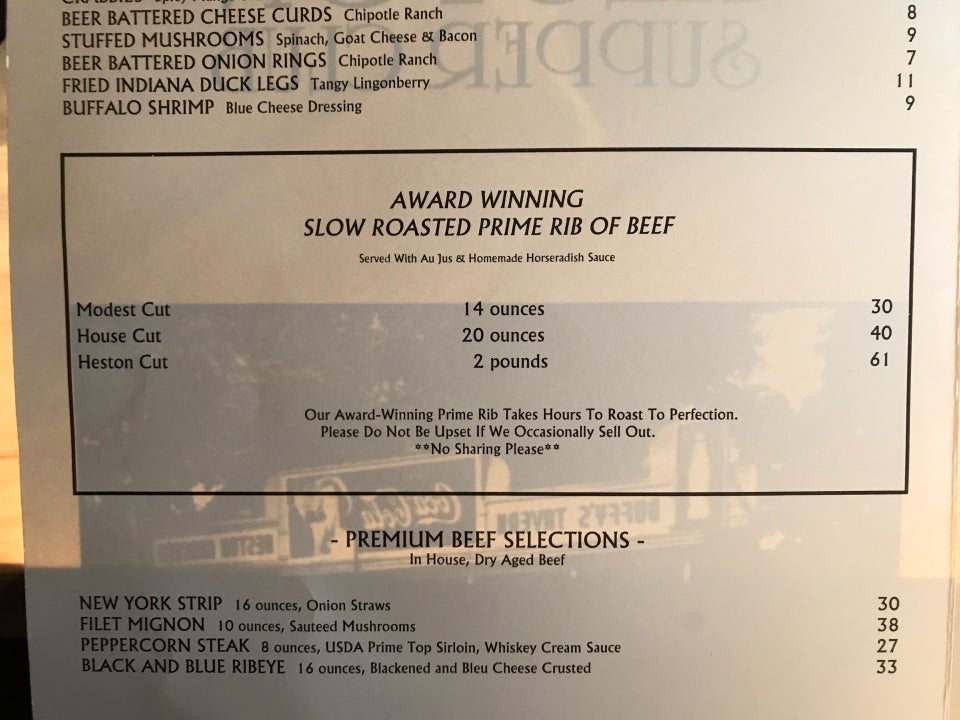 BEER BATTERED CHEESE CURDS Chipotle Ranch 8
STUFFED MUSHROOMS Spinach, Goat Cheese & Bacon 9
BEER BATTERED ONION RINGS Chipotle Ranch 7
FRIED INDIANA DUCK LEGS Tangy Lingonberry 11
BUFFALO SHRIMP Blue Cheese Dressing 9
SUPPER CLUB
AWARD WINNING
SLOW ROASTED PRIME RIB OF BEEF
Served With Au Jus & Homemade Horseradish Sauce
Modest Cut 14 ounces 30
House Cut 20 ounces 40
Heston Cut 2 pounds 61
Our Award-Winning Prime Rib Takes Hours To Roast To Perfection.
Please Do Not Be Upset If We Occasionally Sell Out.
**No Sharing Please**
Coca-Cola
DUFFY'S TAVERN
HESTON
- PREMIUM BEEF SELECTIONS -
In House, Dry Aged Beef
NEW YORK STRIP 16 ounces, Onion Straws 30
FILET MIGNON 10 ounces, Sauteed Mushrooms 38
PEPPERCORN STEAK 8 ounces, USDA Prime Top Sirloin, Whiskey Cream Sauce 27
BLACK AND BLUE RIBEYE 16 ounces, Blackened and Bleu Cheese Crusted 33